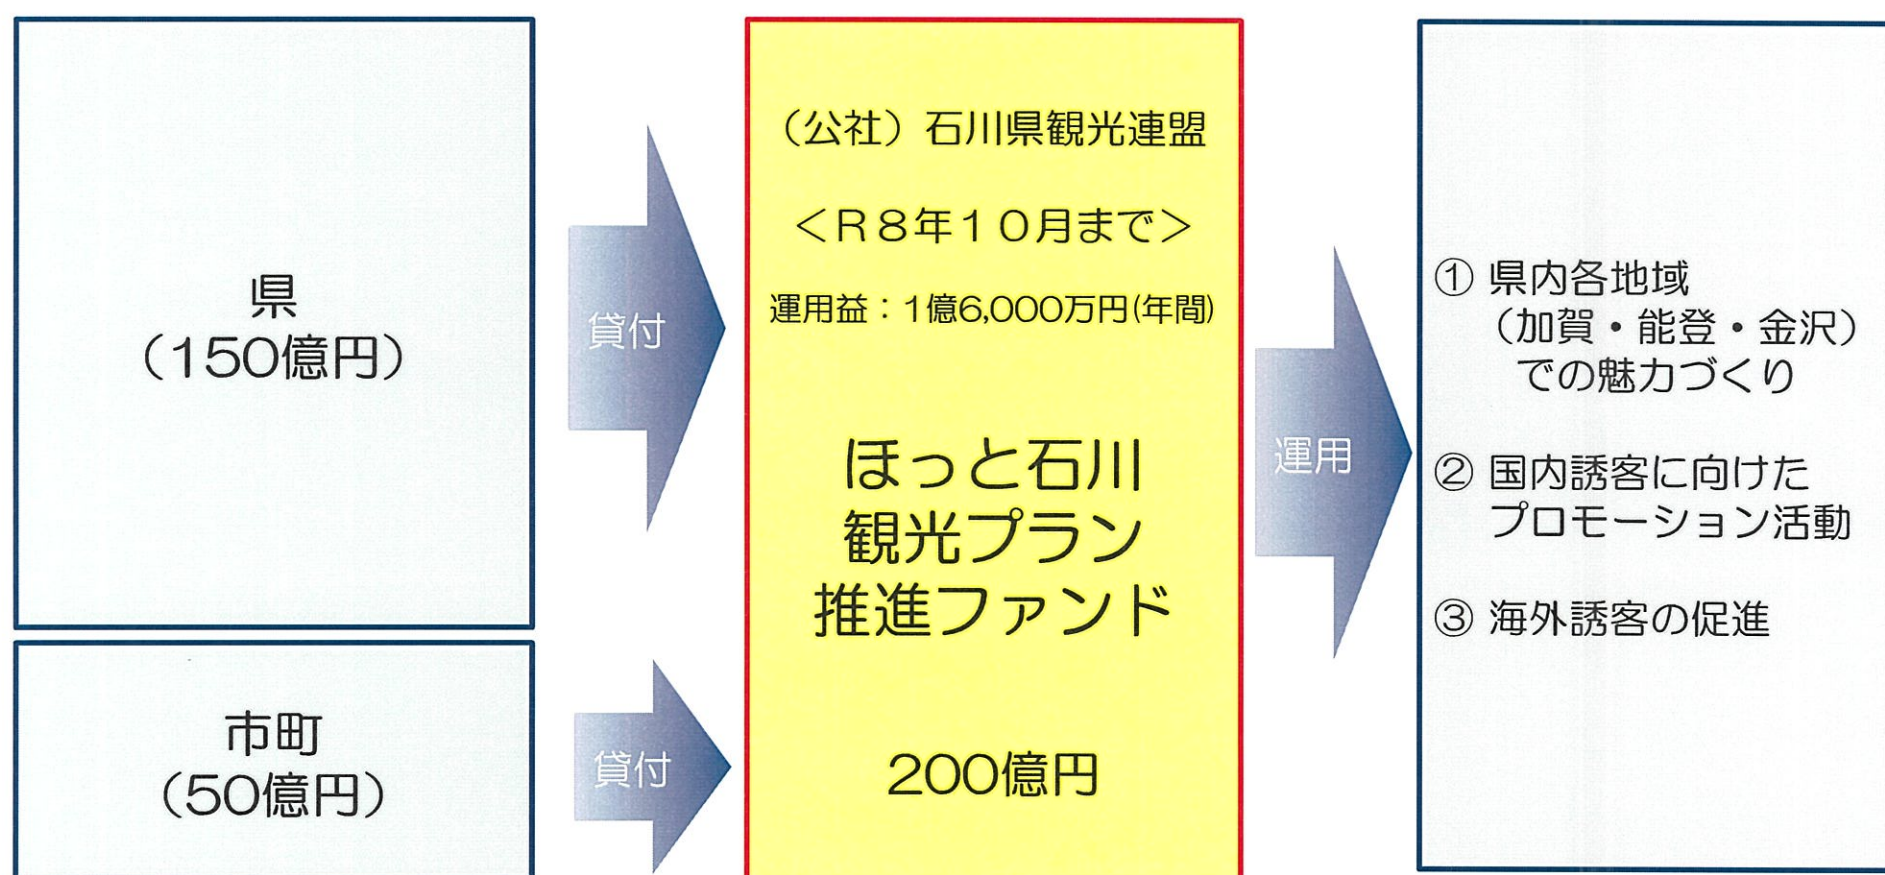 県
（150億円）
市町
（50億円）
貸付
貸付
（公社）石川県観光連盟
＜R８年１０月まで＞
運用益：1億6,000万円(年間)
ほっと石川
観光プラン
推進ファンド
200億円
運用
① 県内各地域
（加賀・能登・金沢）
での魅力づくり
② 国内誘客に向けた
プロモーション活動
③ 海外誘客の促進